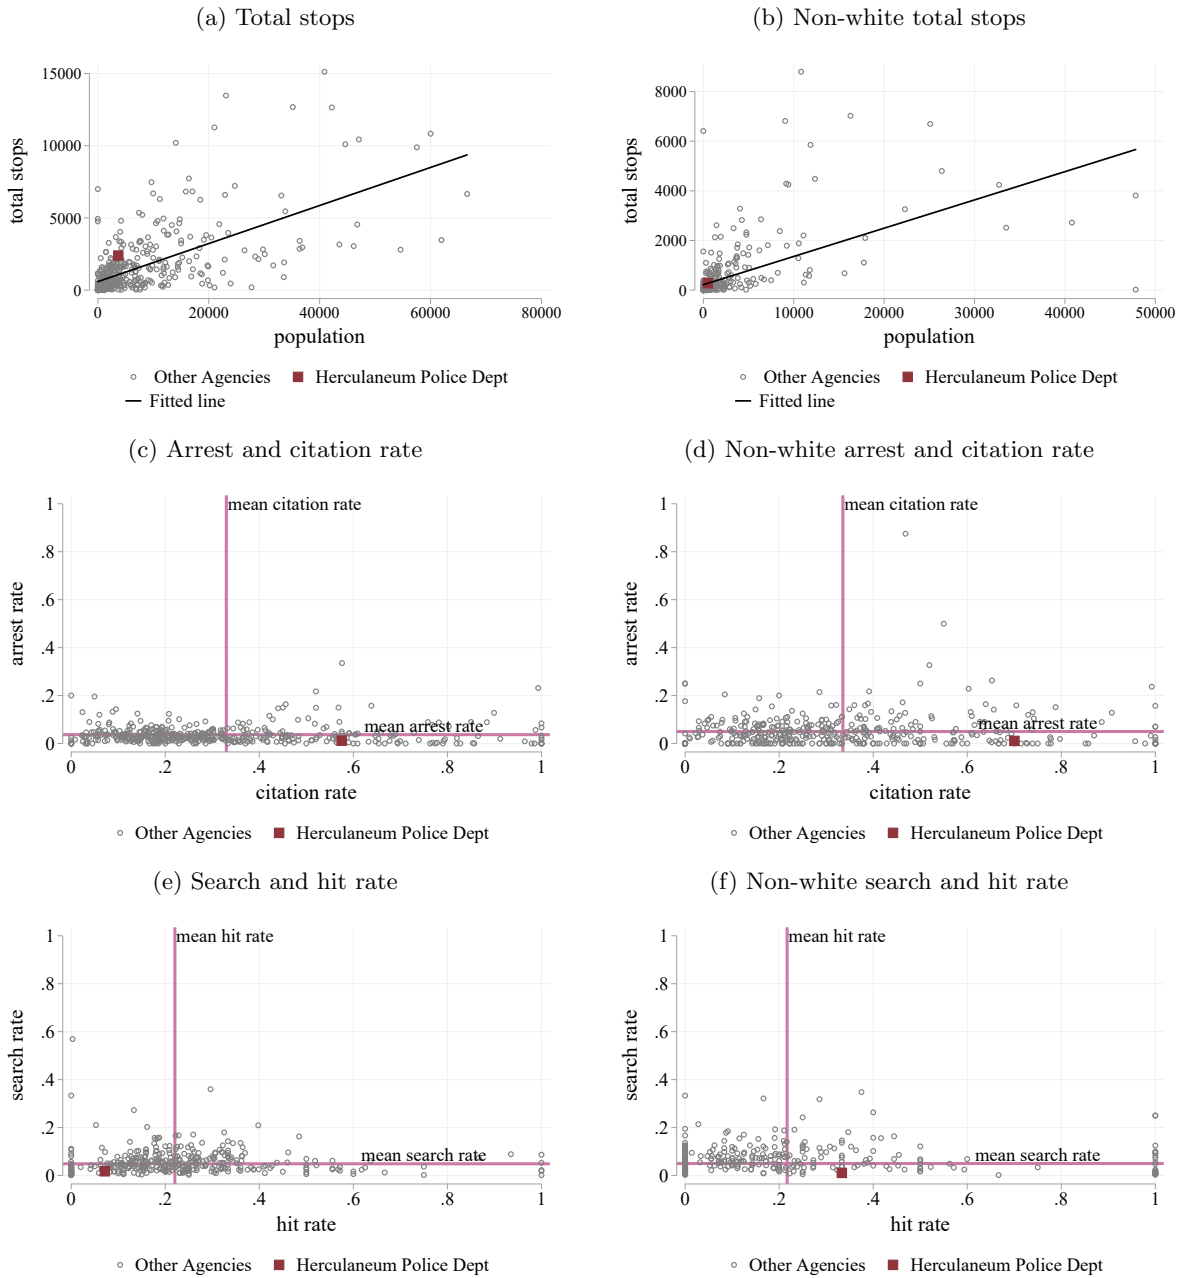 (a) Total stops
(b) Non-white total stops
total stops
15000
10000
5000
0
0 20000 40000 60000 80000
population
Other Agencies Herculaneum Police Dept
Fitted line
total stops
8000
6000
4000
2000
0
0 10000 20000 30000 40000 50000
population
Other Agencies Herculaneum Police Dept
Fitted line
(c) Arrest and citation rate
(d) Non-white arrest and citation rate
arrest rate
1
.8
.6
.4
.2
0
mean citation rate
mean arrest rate
0 .2 .4 .6 .8 1
citation rate
Other Agencies Herculaneum Police Dept
arrest rate
1
.8
.6
.4
.2
0
mean citation rate
mean arrest rate
0 .2 .4 .6 .8 1
citation rate
Other Agencies Herculaneum Police Dept
(e) Search and hit rate
(f) Non-white search and hit rate
search rate
1
.8
.6
.4
.2
0
mean hit rate
mean search rate
0 .2 .4 .6 .8 1
hit rate
Other Agencies Herculaneum Police Dept
search rate
1
.8
.6
.4
.2
0
mean hit rate
mean search rate
0 .2 .4 .6 .8 1
hit rate
Other Agencies Herculaneum Police Dept